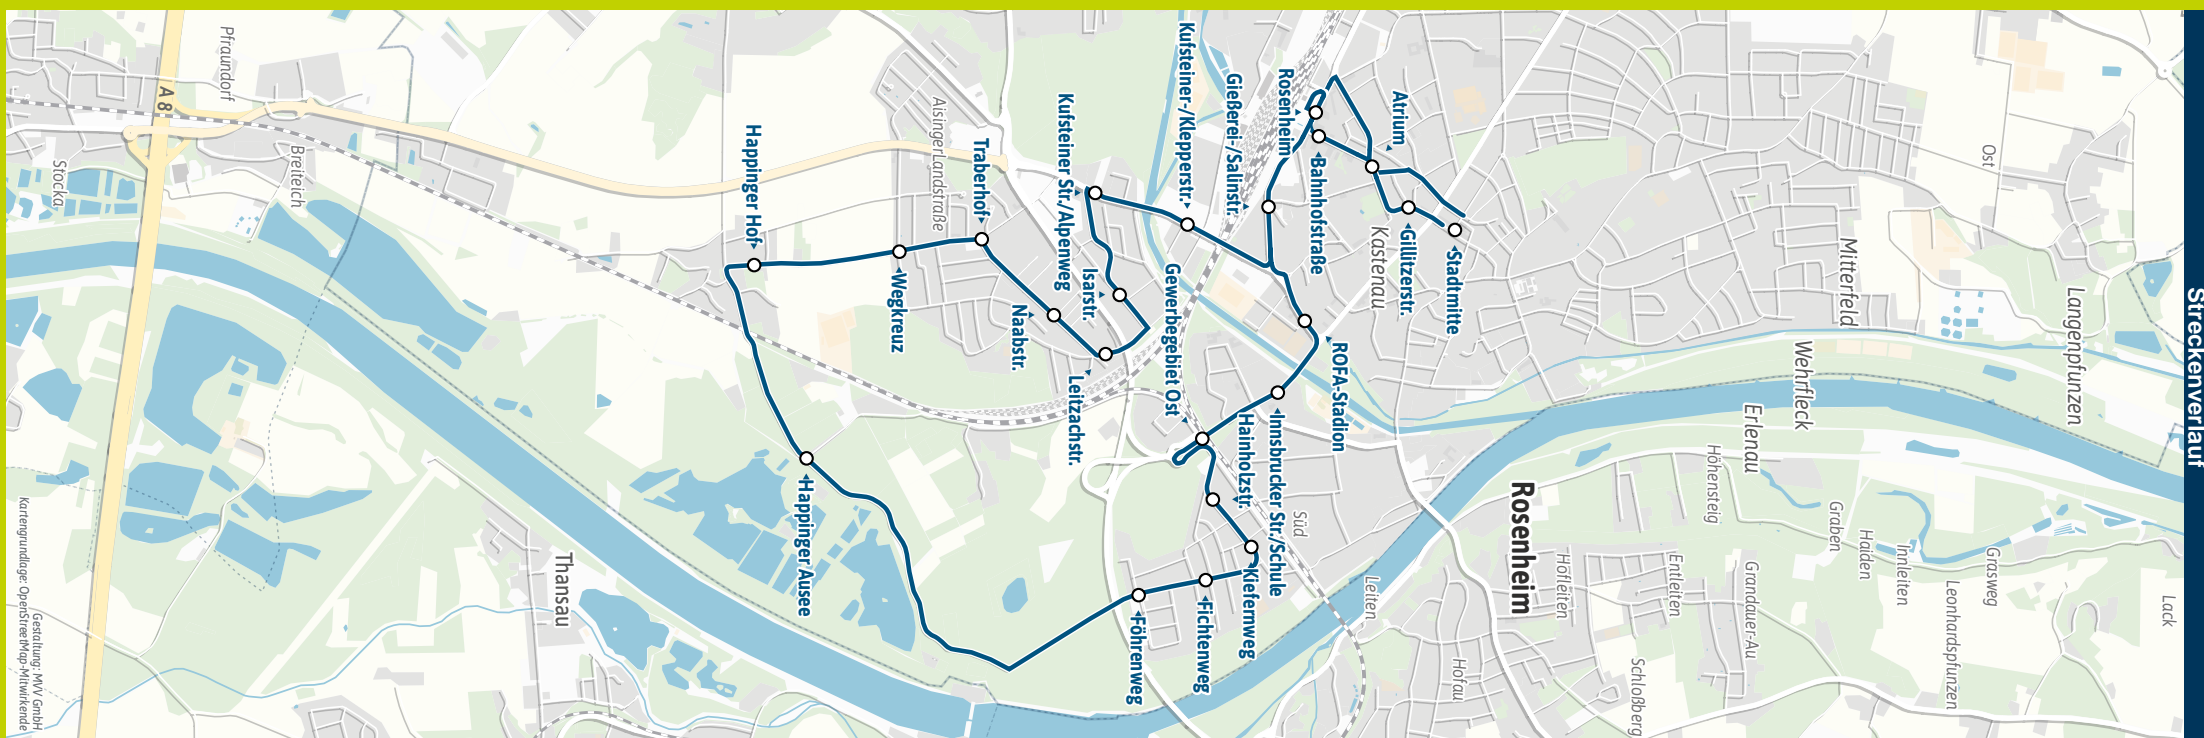 Streckenverlauf
Lack
Langenpfunzen
Ost
Grasweg
Leonhardspfunzen
Innleiten
Haiden
Graben
Mitterfeld
Wehrfleck
Erlenau
Höhensteig
Grandauer-Au
Entleiten
Schloßberg
Höfleiten
Rosenheim
Hofau
Leiten
Stadtmitte
Gillitzerstr.
Atrium
Kastenau
ROFA-Stadion
Bahnhofstraße
Rosenheim
Süd
Innsbrucker Str./Schule
Gießerei-/Salinstr.
Hainholzstr.
Kiefernweg
Kufsteiner-/Klepperstr.
Gewerbegebiet Ost
Fichtenweg
Föhrenweg
Isarstr.
Leitzachstr.
Kufsteiner Str./Alpenweg
Naabstr.
Traberhof
Aisinger Landstraße
Wegkreuz
Happinger Hof
Happinger Ausee
Thansau
Breiteich
Pfraundorf
A 8
Stocka
Gestaltung: MVV GmbH
Kartengrundlage: OpenStreetMap-Mitwirkende